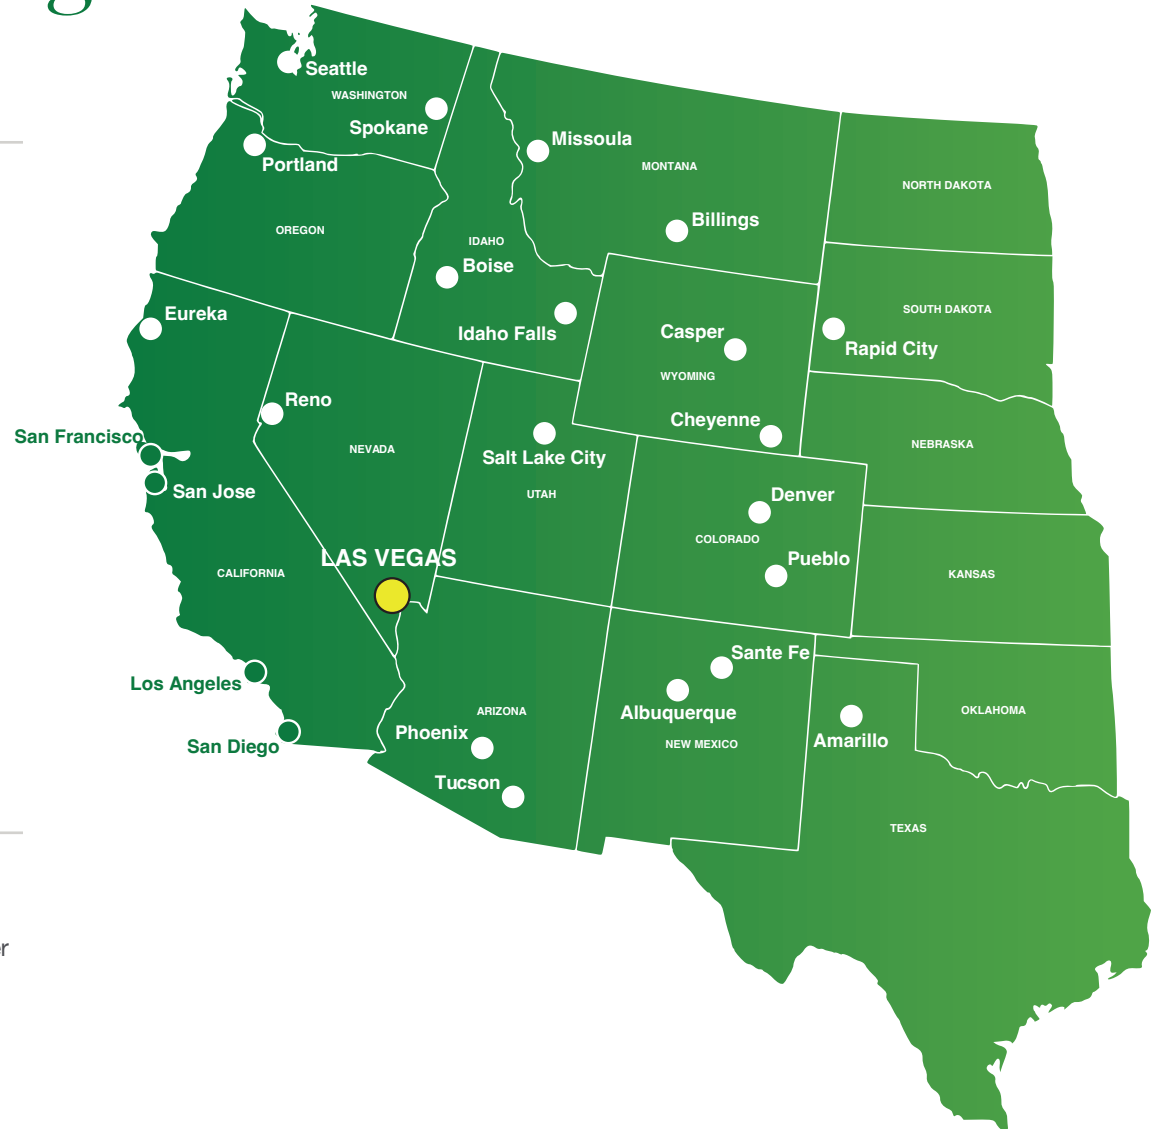 g
Seattle
WASHINGTON
Spokane
Missoula
Portland
MONTANA
NORTH DAKOTA
Billings
OREGON
IDAHO
Boise
Eureka
Idaho Falls
Casper
SOUTH DAKOTA
Rapid City
WYOMING
Reno
Cheyenne
San Francisco
NEVADA
NEBRASKA
Salt Lake City
San Jose
UTAH
Denver
COLORADO
LAS VEGAS
Pueblo
CALIFORNIA
KANSAS
Sante Fe
Los Angeles
Albuquerque
ARIZONA
OKLAHOMA
Phoenix
San Diego
NEW MEXICO
Amarillo
Tucson
TEXAS
r